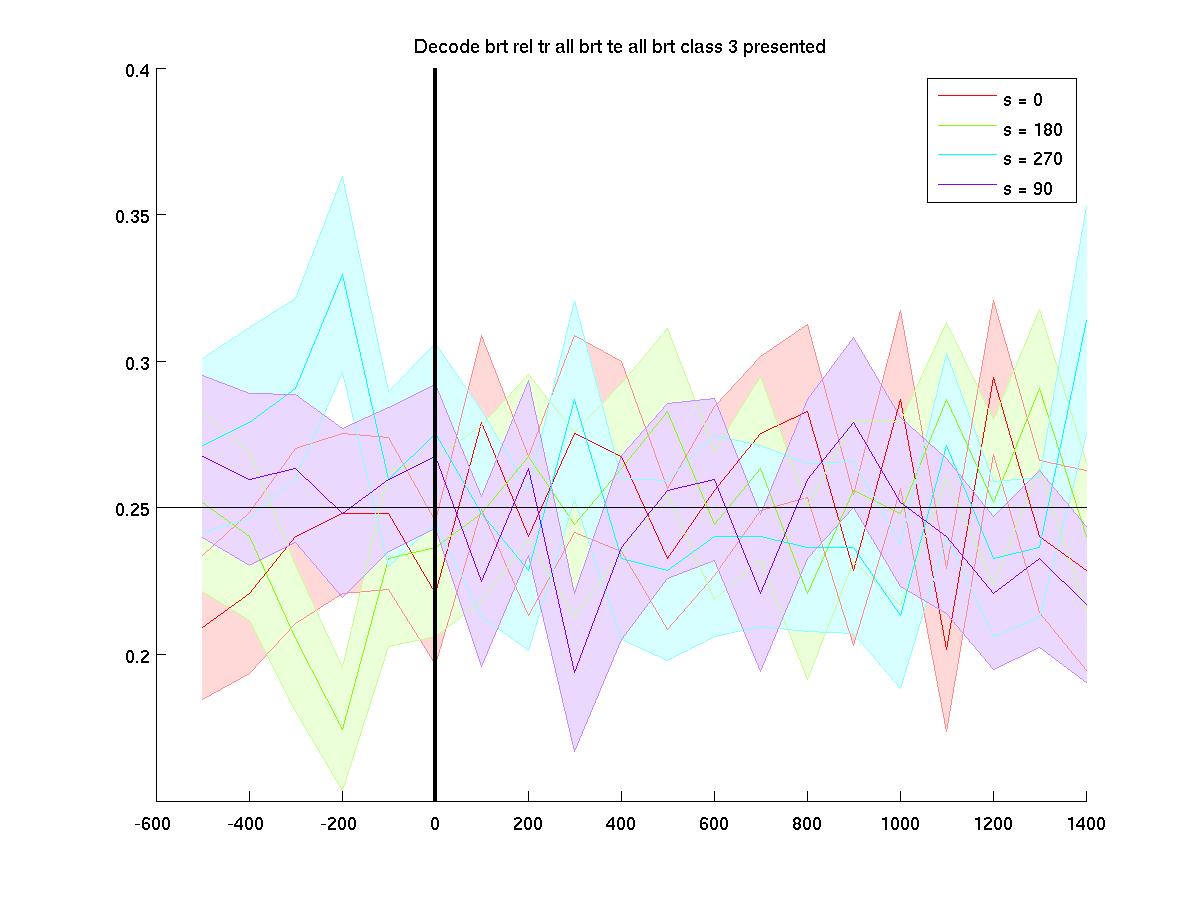 Decode brt rel tr all brt te all brt class 3 presented
0.4
0.35
0.3
0.25
0.2
s = 0
s = 180
s = 270
s = 90
-600 -400 -200 0 200 400 600 800 1000 1200 1400